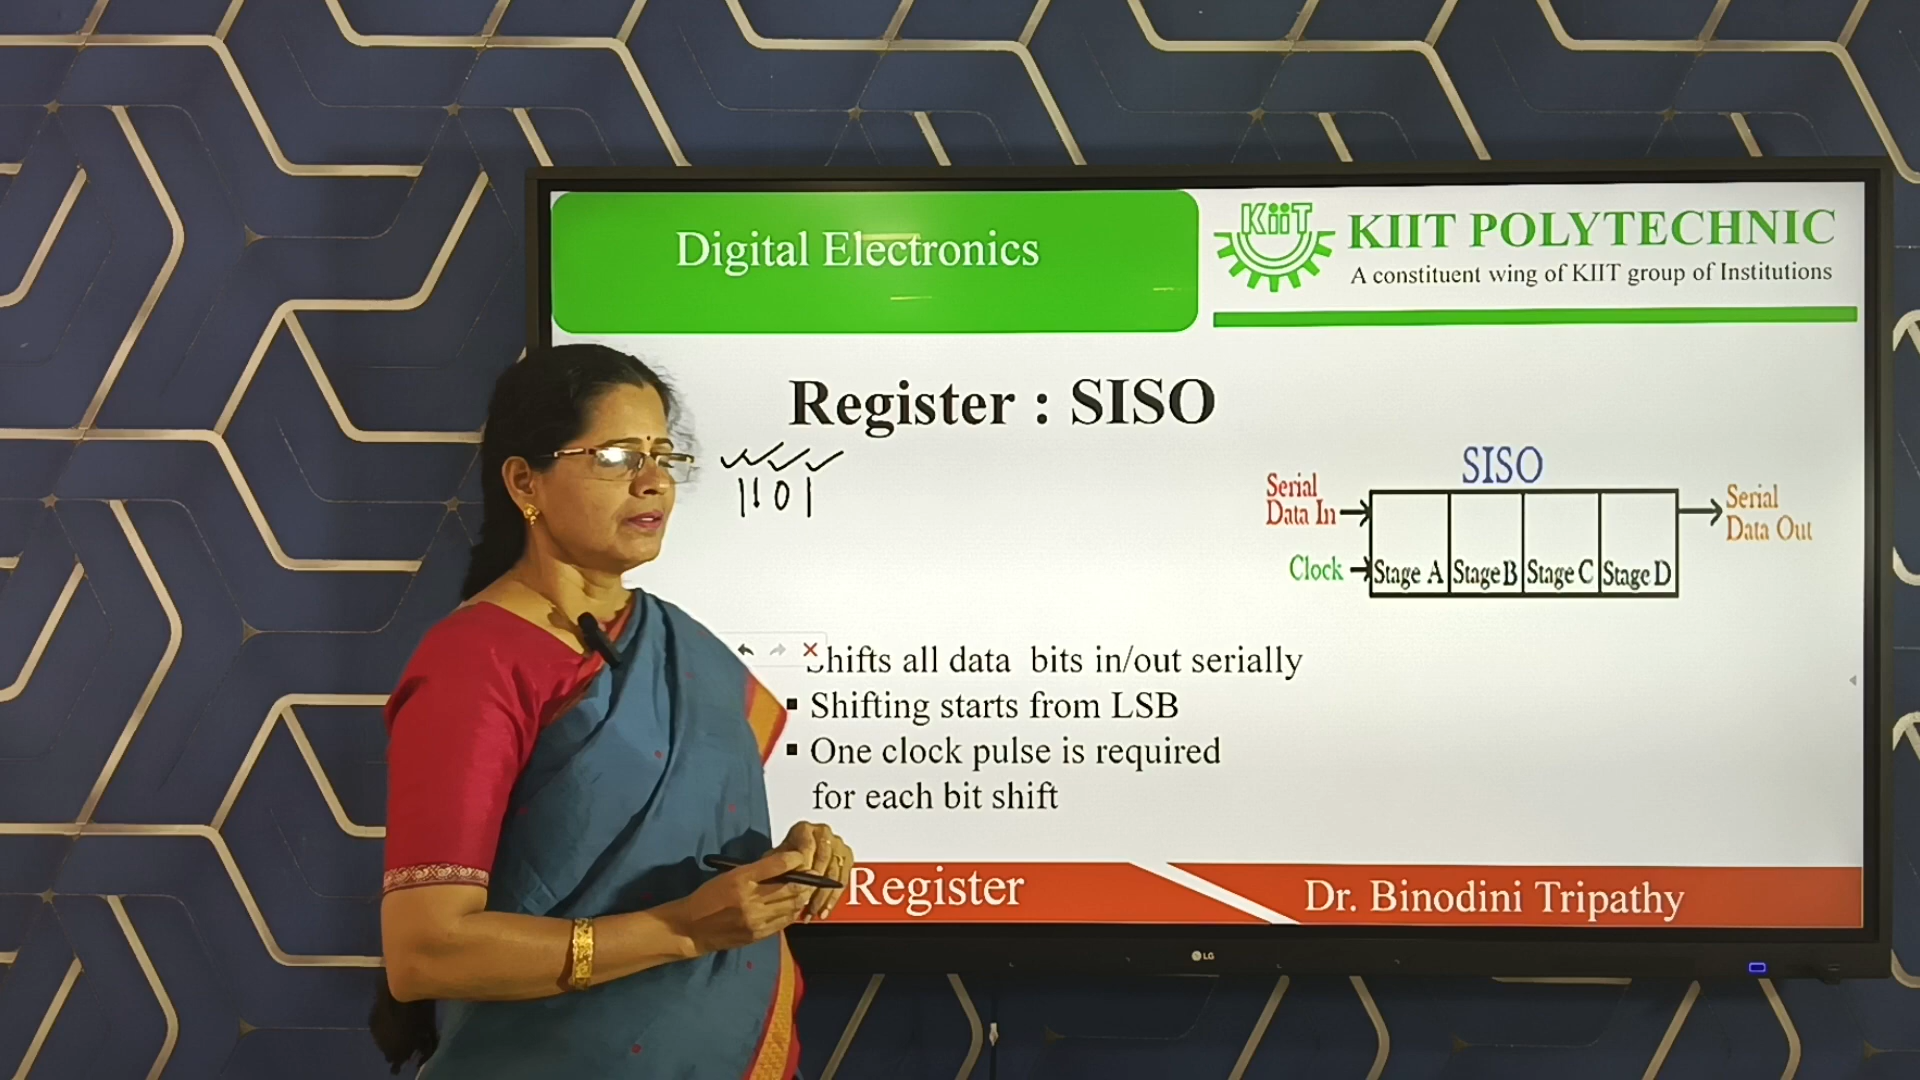 Digital Electronics
KiiT
KIIT POLYTECHNIC
A constituent wing of KIIT group of Institutions
Register : SISO
1101
SISO
Serial
Data In
Clock
Stage A
Stage B
Stage C
Stage D
Serial
Data Out
Shifts all data bits in/out serially
▪ Shifting starts from LSB
▪ One clock pulse is required
for each bit shift
Register
Dr. Binodini Tripathy
LG